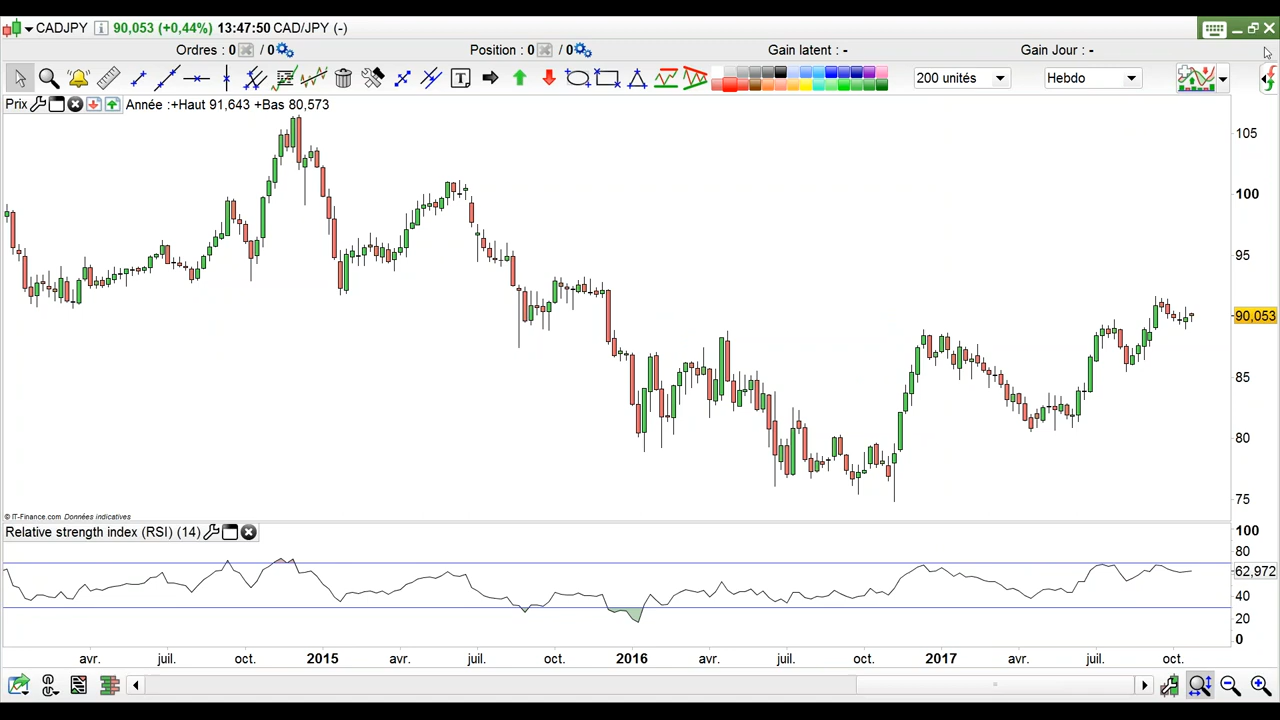 CADJPY 90,053 (+0,44%) 13:47:50 CAD/JPY (-)
Ordres : 0 / 0 Position : 0 / 0 Gain latent : - Gain Jour : -
T 200 unités Hebdo
Prix Année :+Haut 91,643 +Bas 80,573
105
100
95
90,053
85
80
75
© IT-Finance.com Données indicatives
Relative strength index (RSI) (14)
100
80
62,972
40
20
0
avr. juil. oct. 2015 avr. juil. oct. 2016 avr. juil. oct. 2017 avr. juil. oct.